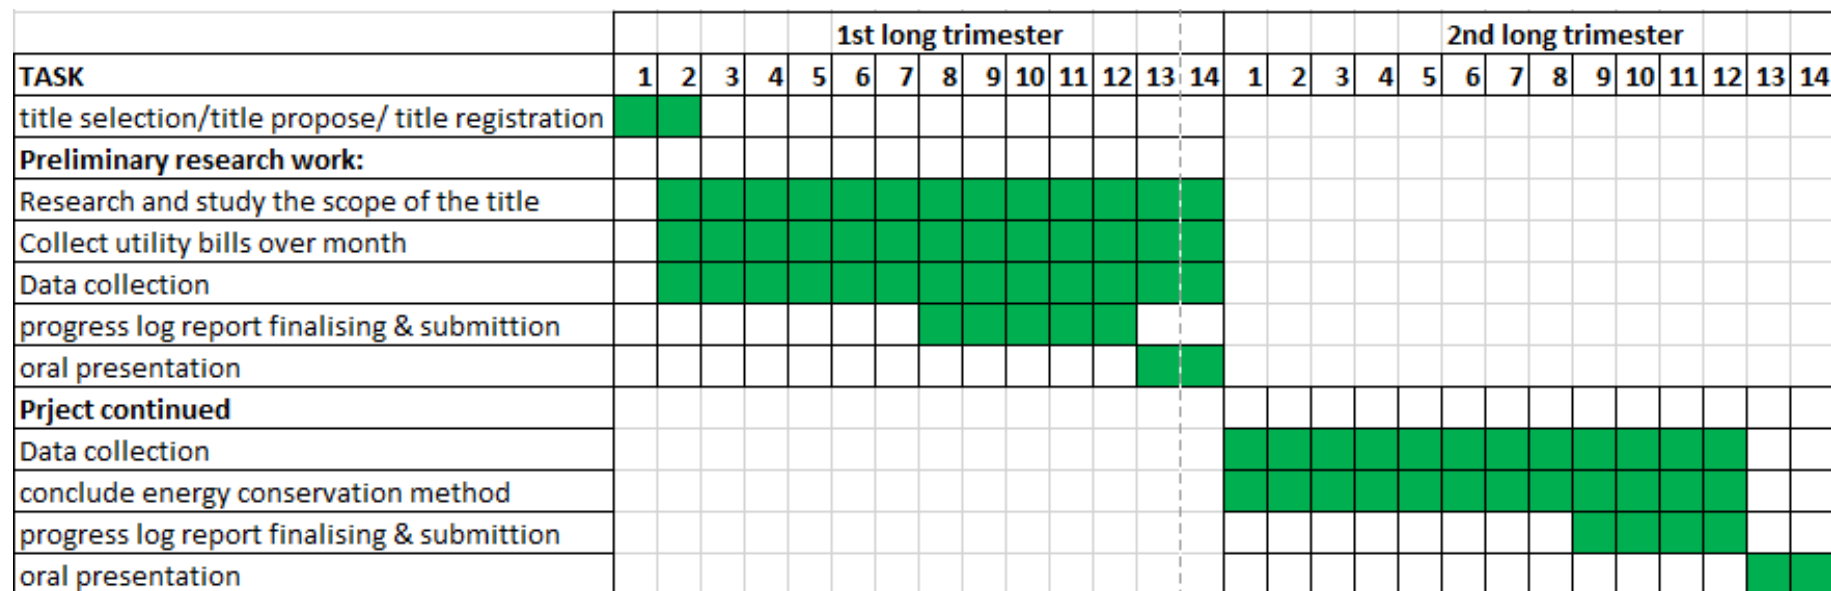 1st long trimester 2nd long trimester
TASK 1 2 3 4 5 6 7 8 9 10 11 12 13 14 1 2 3 4 5 6 7 8 9 10 11 12 13 14
title selection/title propose/ title registration
Preliminary research work:
Research and study the scope of the title
Collect utility bills over month
Data collection
progress log report finalising & submittion
oral presentation
Prject continued
Data collection
conclude energy conservation method
progress log report finalising & submittion
oral presentation